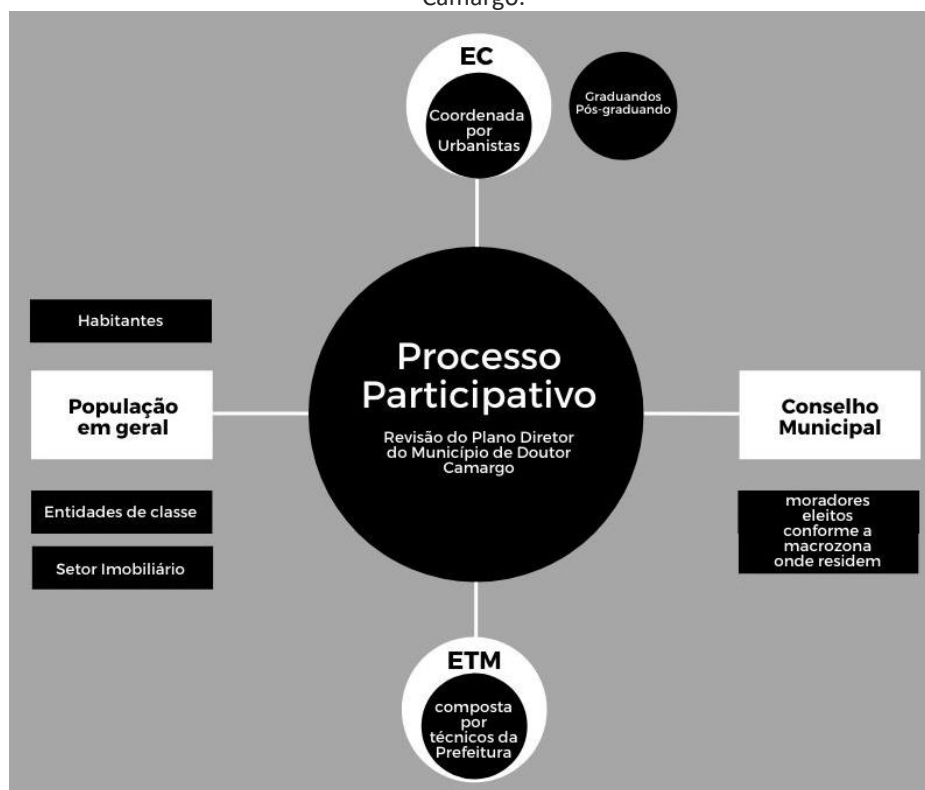 Camargo.
EC
Coordenada
por
Urbanistas
Graduandos
Pós-graduando
Habitantes
População
em geral
Entidades de classe
Setor Imobiliário
Processo
Participativo
Revisão do Plano Diretor
do Município de Doutor
Camargo
Conselho
Municipal
moradores
eleitos
conforme a
macrozona
onde residem
ETM
composta
por
técnicos da
Prefeitura